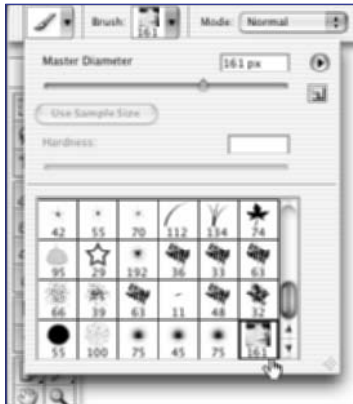 Brush: 161 Mode: Normal
Master Diameter 161 px
Use Sample Size
Hardness:
42 55 70 112 134 74
95 29 192 36 33 63
66 39 63 11 48 32
55 100 75 45 75 161